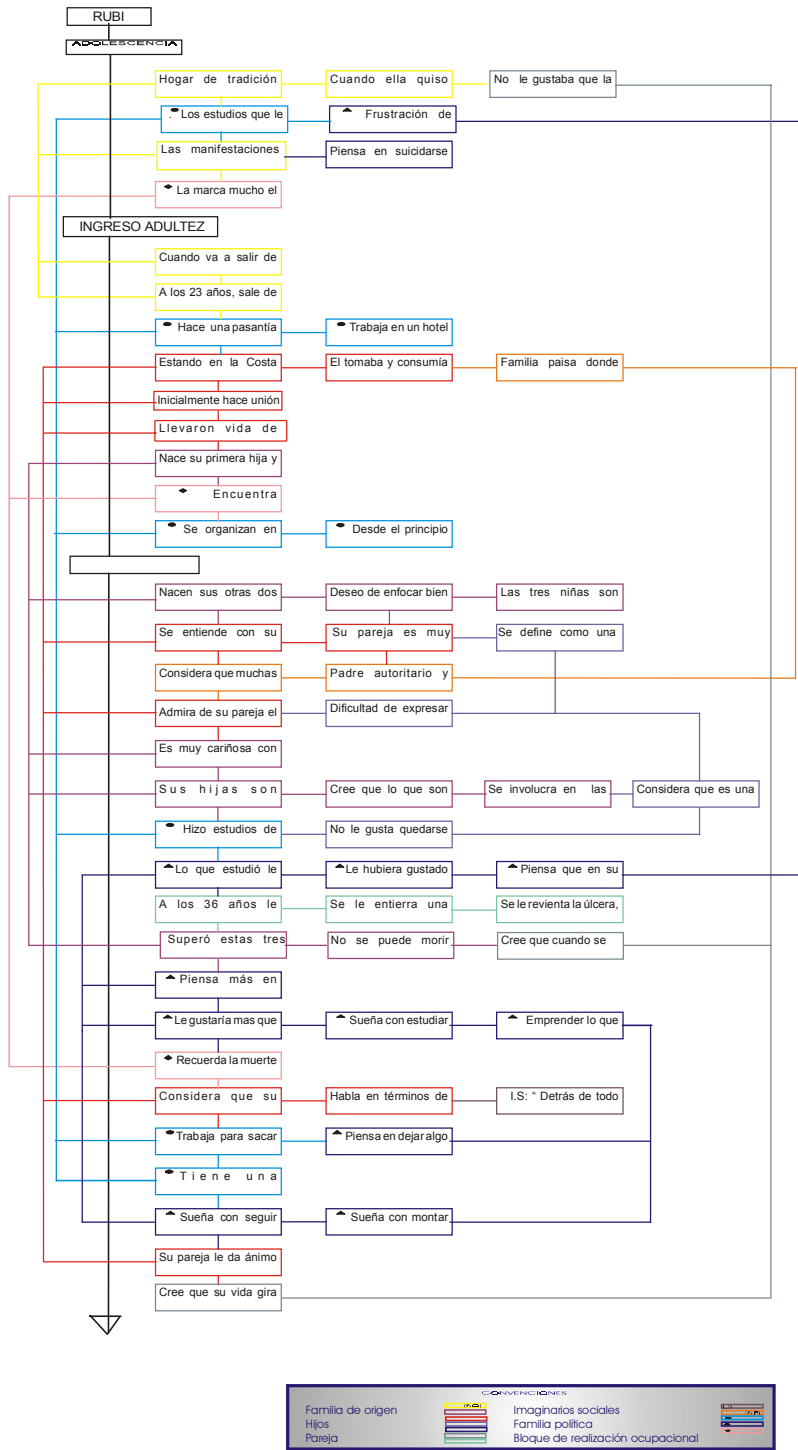 RUBI
ADOLESCENCIA
Hogar de tradición
Cuando ella quiso
No le gustaba que la
. Los estudios que le
Frustración de
Las manifestaciones
Piensa en suicidarse
La marca mucho el
INGRESO ADULTEZ
Cuando va a salir de
A los 23 años, sale de
Hace una pasantía
Trabaja en un hotel
Estando en la Costa
El tomaba y consumía
Familia paisa donde
Inicialmente hace unión
Llevaron vida de
Nace su primera hija y
Encuentra
Se organizan en
Desde el principio
Nacen sus otras dos
Deseo de enfocar bien
Las tres niñas son
Se entiende con su
Su pareja es muy
Se define como una
Considera que muchas
Padre autoritario y
Admira de su pareja el
Dificultad de expresar
Es muy cariñosa con
Sus hijas son
Cree que lo que son
Se involucra en las
Considera que es una
Hizo estudios de
No le gusta quedarse
Lo que estudió le
Le hubiera gustado
Piensa que en su
A los 36 años le
Se le entierra una
Se le revienta la úlcera,
Superó estas tres
No se puede morir
Cree que cuando se
Piensa más en
Le gustaría mas que
Sueña con estudiar
Emprender lo que
Recuerda la muerte
Considera que su
Habla en términos de
I.S: “ Detrás de todo
Trabaja para sacar
Piensa en dejar algo
Tiene una
Sueña con seguir
Sueña con montar
Su pareja le da ánimo
Cree que su vida gira
CONVENCIONES
Familia de origen
Imaginarios sociales
Hijos
Familia política
Pareja
Bloque de realización ocupacional